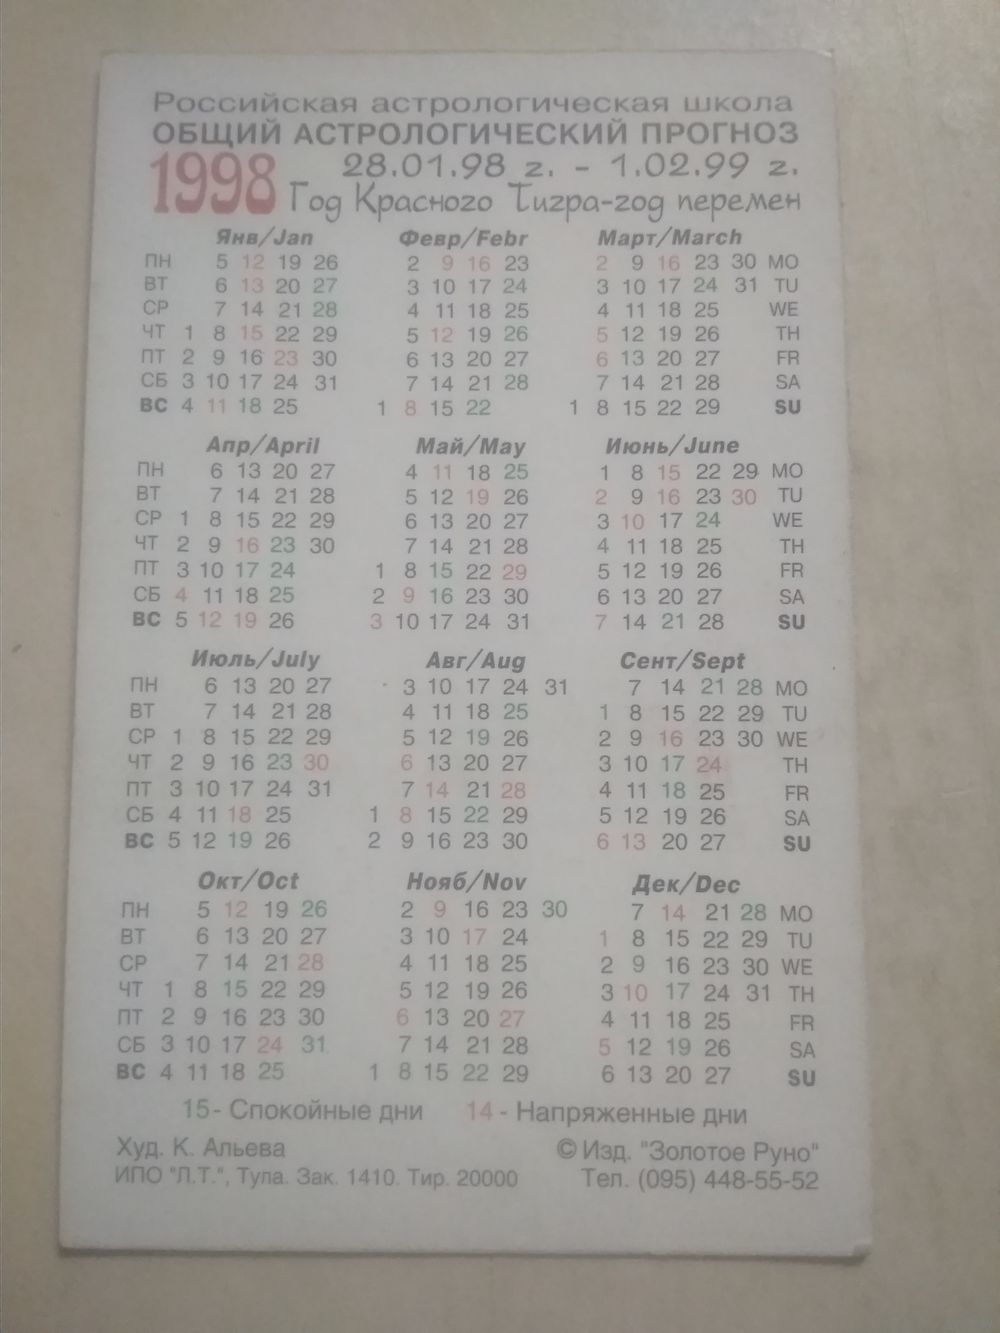 Российская астрологическая школа
ОБЩИЙ АСТРОЛОГИЧЕСКИЙ ПРОГНОЗ
1998 28.01.98 г. - 1.02.99 г.
Год Красного Тигра-год перемен
Янв/Jan Февр/Febr Март/March
ПН 5 12 19 26 2 9 16 23 2 9 16 23 30 MO
ВТ 6 13 20 27 3 10 17 24 3 10 17 24 31 TU
СР 7 14 21 28 4 11 18 25 4 11 18 25 WE
ЧТ 1 8 15 22 29 5 12 19 26 5 12 19 26 TH
ПТ 2 9 16 23 30 6 13 20 27 6 13 20 27 FR
СБ 3 10 17 24 31 7 14 21 28 7 14 21 28 SA
ВС 4 11 18 25 1 8 15 22 1 8 15 22 29 SU
Апр/April Май/May Июнь/June
ПН 6 13 20 27 4 11 18 25 1 8 15 22 29 MO
ВТ 7 14 21 28 5 12 19 26 2 9 16 23 30 TU
СР 1 8 15 22 29 6 13 20 27 3 10 17 24 WE
ЧТ 2 9 16 23 30 7 14 21 28 4 11 18 25 TH
ПТ 3 10 17 24 1 8 15 22 29 5 12 19 26 FR
СБ 4 11 18 25 2 9 16 23 30 6 13 20 27 SA
ВС 5 12 19 26 3 10 17 24 31 7 14 21 28 SU
Июль/July Авг/Aug Сент/Sept
ПН 6 13 20 27 3 10 17 24 31 7 14 21 28 MO
ВТ 7 14 21 28 4 11 18 25 1 8 15 22 29 TU
СР 1 8 15 22 29 5 12 19 26 2 9 16 23 30 WE
ЧТ 2 9 16 23 30 6 13 20 27 3 10 17 24 TH
ПТ 3 10 17 24 31 7 14 21 28 4 11 18 25 FR
СБ 4 11 18 25 1 8 15 22 29 5 12 19 26 SA
ВС 5 12 19 26 2 9 16 23 30 6 13 20 27 SU
Окт/Oct Нояб/Nov Дек/Dec
ПН 5 12 19 26 2 9 16 23 30 7 14 21 28 MO
ВТ 6 13 20 27 3 10 17 24 1 8 15 22 29 TU
СР 7 14 21 28 4 11 18 25 2 9 16 23 30 WE
ЧТ 1 8 15 22 29 5 12 19 26 3 10 17 24 31 TH
ПТ 2 9 16 23 30 6 13 20 27 4 11 18 25 FR
СБ 3 10 17 24 31 7 14 21 28 5 12 19 26 SA
ВС 4 11 18 25 1 8 15 22 29 6 13 20 27 SU
15- Спокойные дни 14 - Напряженные дни
Худ. К. Альева © Изд. "Золотое Руно"
ИПО "Л.Т.", Тула. Зак. 1410. Тир. 20000 Тел. (095) 448-55-52